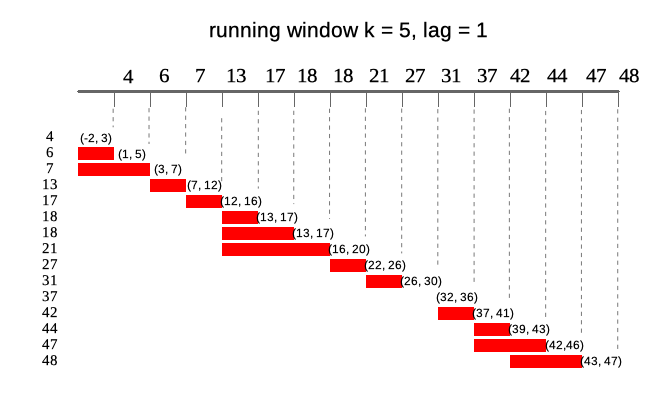 running window k = 5, lag = 1
4 6 7 13 17 18 18 21 27 31 37 42 44 47 48
4 (-2, 3)
6 (1, 5)
7 (3, 7)
13 (7, 12)
17 (12, 16)
18 (13, 17)
18 (13, 17)
21 (16, 20)
27 (22, 26)
31 (26, 30)
37 (32, 36)
42 (37, 41)
44 (39, 43)
47 (42,46)
48 (43, 47)